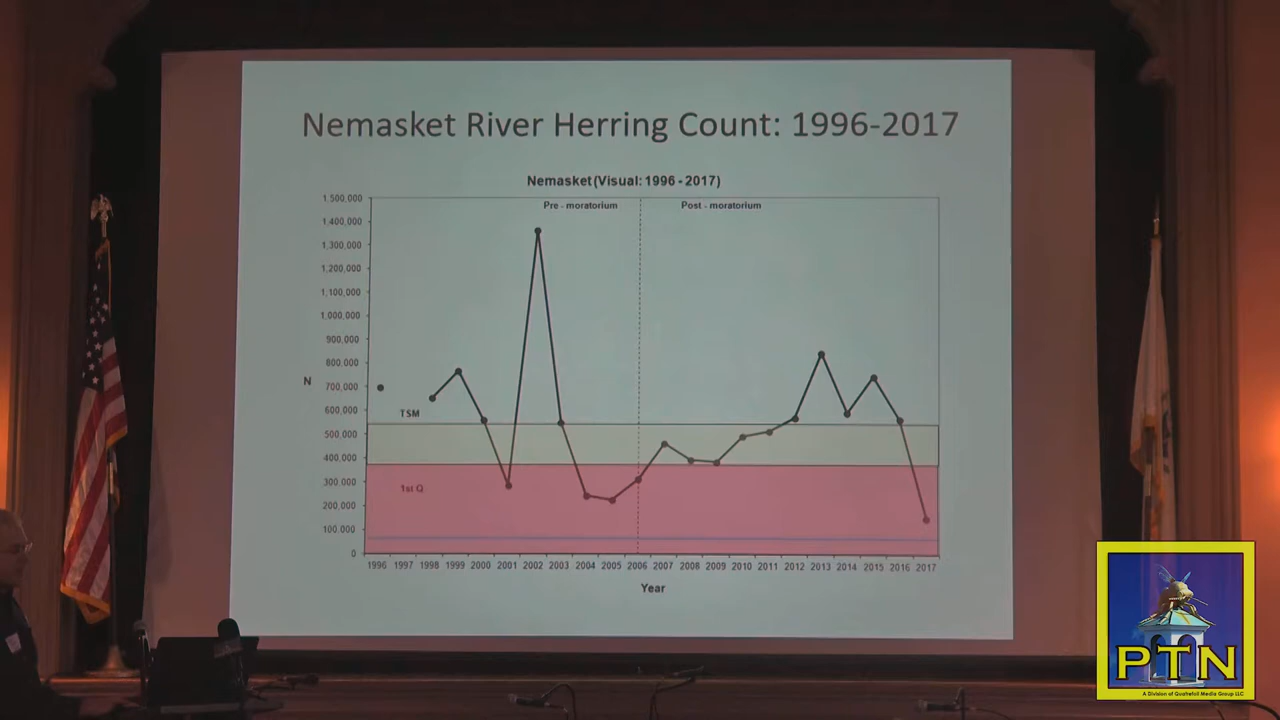 Nemasket River Herring Count: 1996-2017
Nemasket (Visual: 1996 - 2017)
Pre - moratorium
Post - moratorium
1,500,000
1,400,000
1,300,000
1,200,000
1,100,000
1,000,000
900,000
800,000
N
700,000
600,000
TSM
500,000
400,000
300,000
1st Q
200,000
100,000
0
1996 1997 1998 1999 2000 2001 2002 2003 2004 2005 2006 2007 2008 2009 2010 2011 2012 2013 2014 2015 2016 2017
Year
PTN
A Division of Quatrefoil Media Group LLC